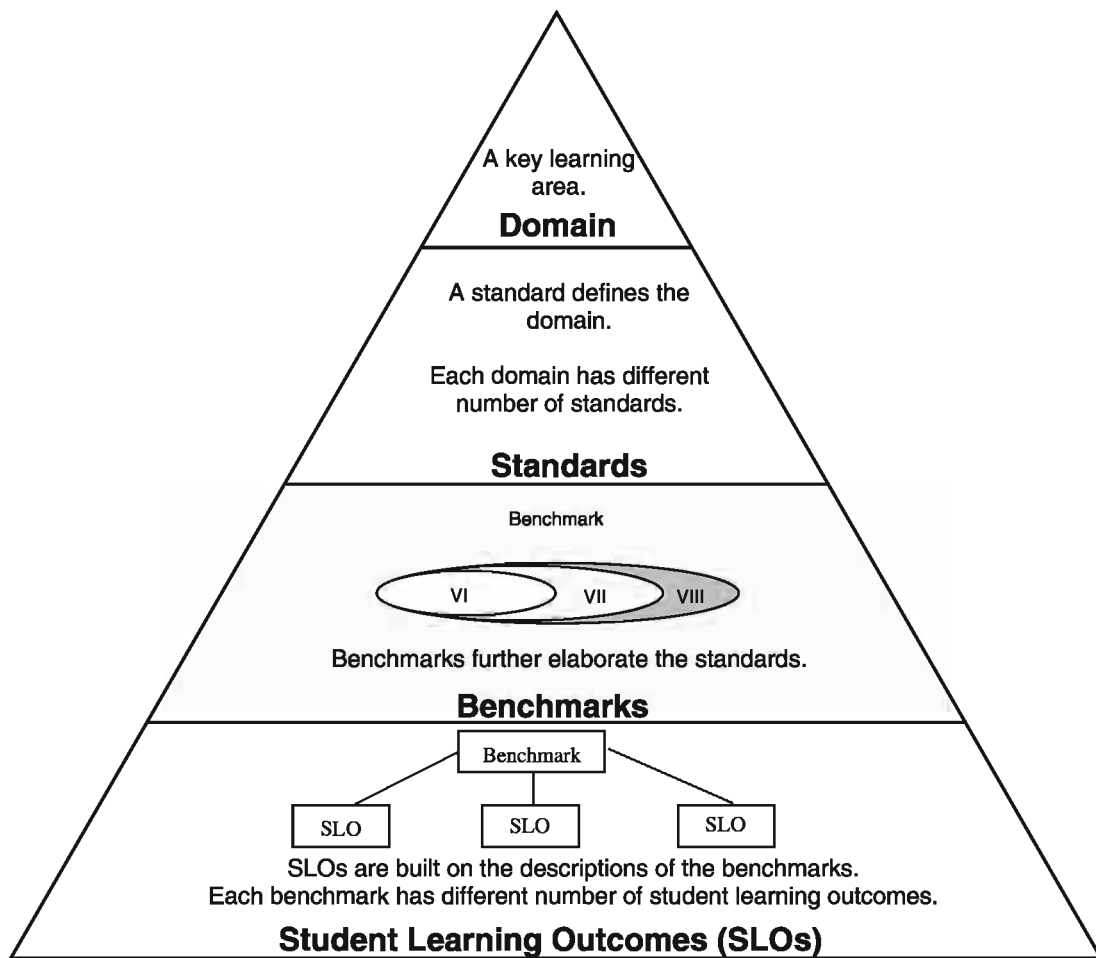 A key learning
area.
Domain
A standard defines the
domain.
Each domain has different
number of standards.
Standards
Benchmark
VI VII VIII
Benchmarks further elaborate the standards.
Benchmarks
Benchmark
SLO SLO SLO
SLOs are built on the descriptions of the benchmarks.
Each benchmark has different number of student learning outcomes.
Student Learning Outcomes (SLOs)